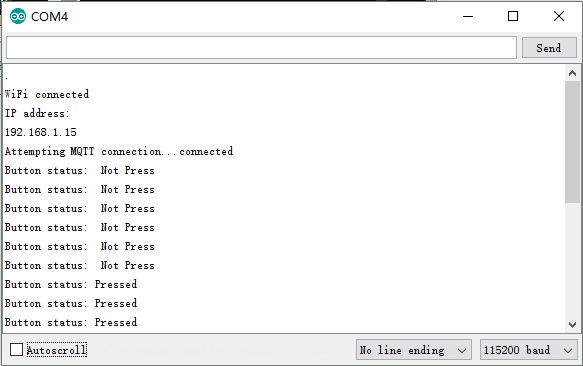 COM4
Send
.
WiFi connected
IP address:
192.168.1.15
Attempting MQTT connection...connected
Button status:  Not Press
Button status:  Not Press
Button status:  Not Press
Button status:  Not Press
Button status:  Not Press
Button status:  Not Press
Button status: Pressed
Button status: Pressed
Button status: Pressed
Autoscroll
No line ending
115200 baud